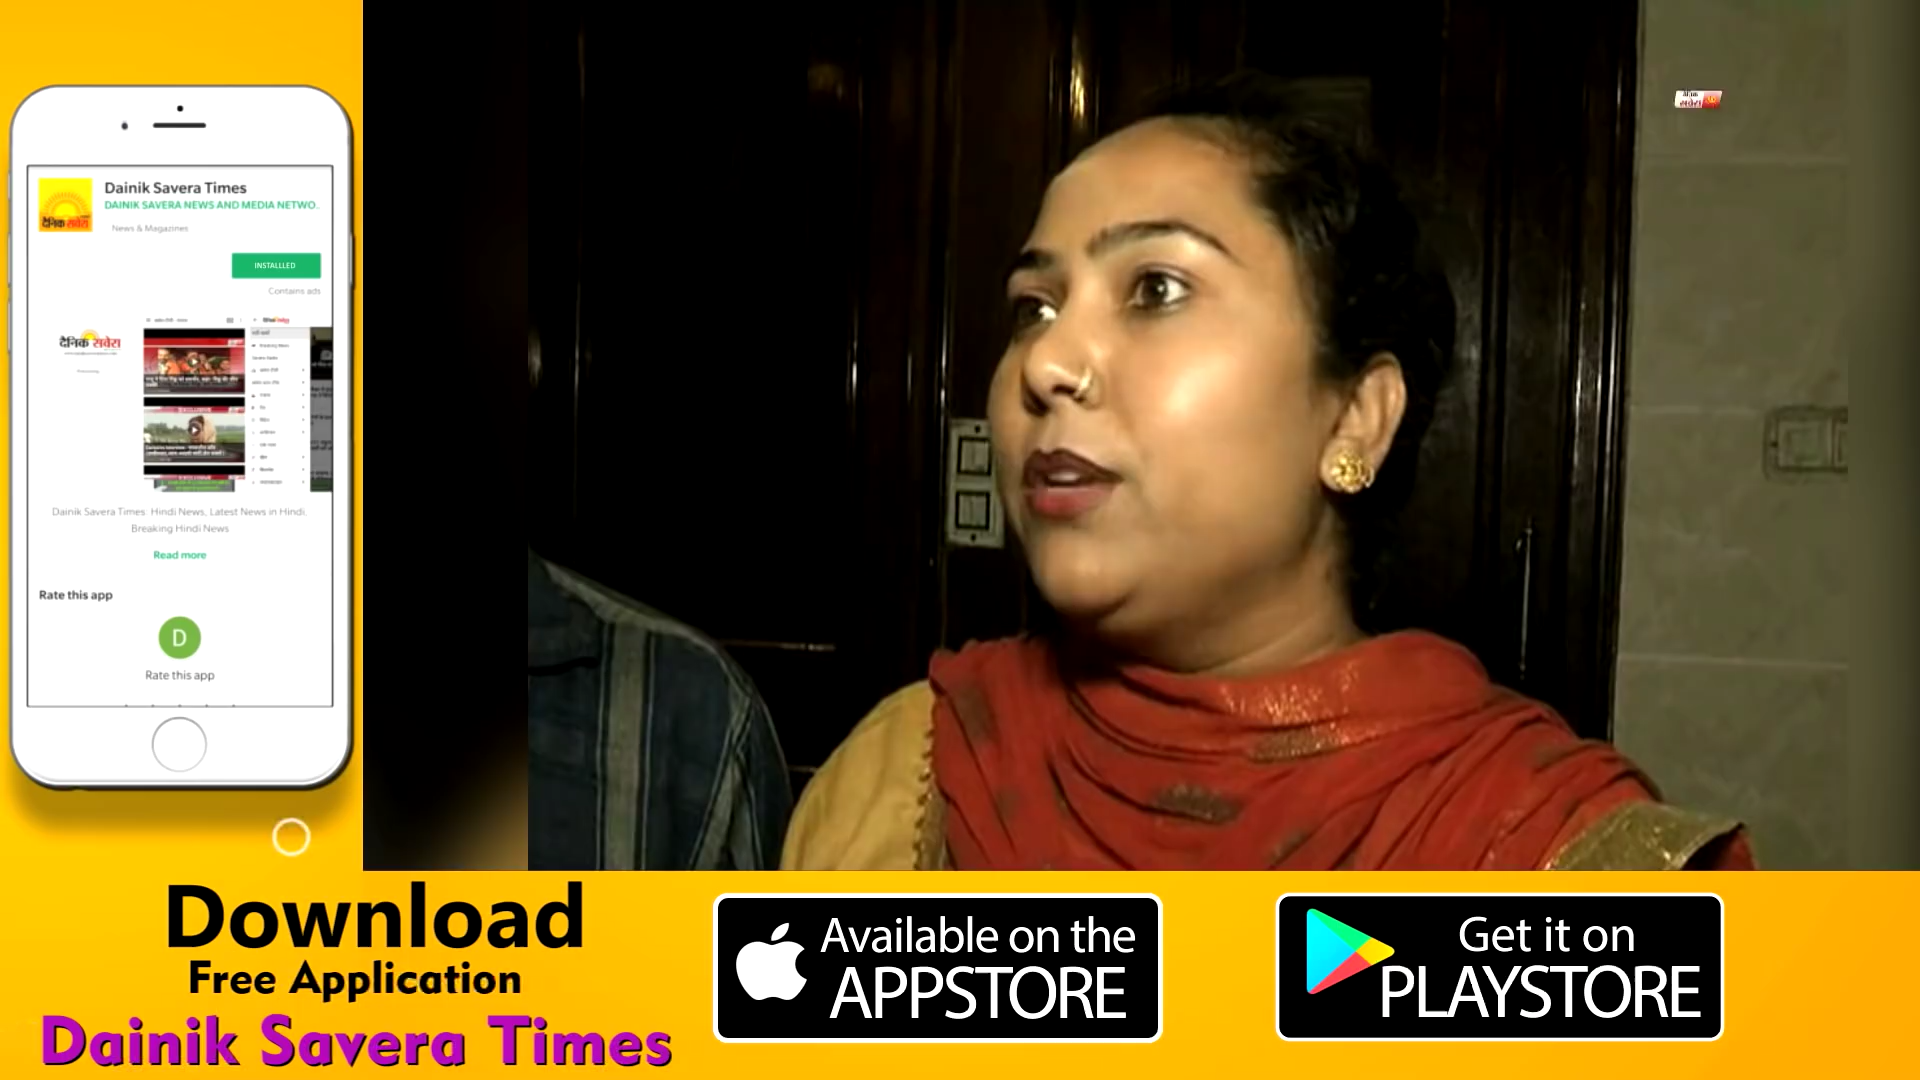 Dainik Savera Times
DAINIK SAVERA NEWS AND MEDIA NETWO..
News & Magazines
INSTALLLED
Contains ads
दैनिक सवेरा
Dainik Savera Times: Hindi News, Latest News in Hindi,
Breaking Hindi News
Read more
Rate this app
D
Rate this app
Download
Free Application
Dainik Savera Times
Available on the
APPSTORE
Get it on
PLAYSTORE